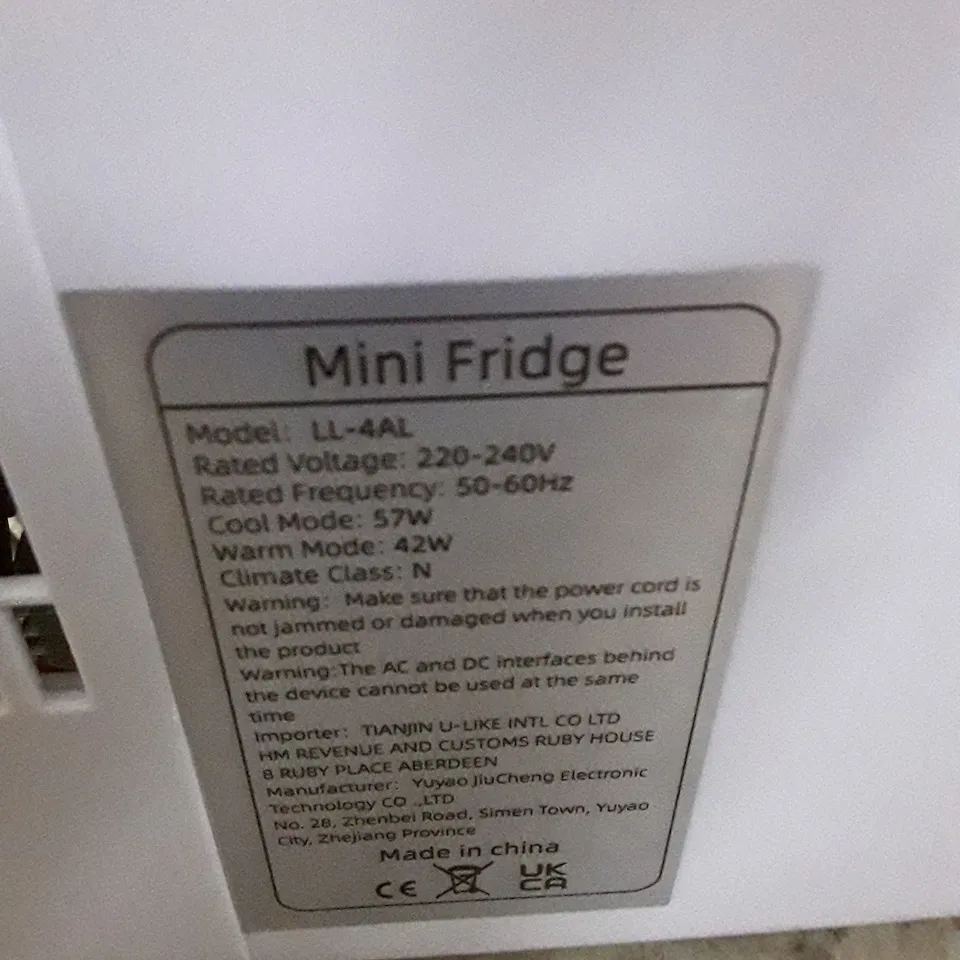 Mini Fridge
Model: LL-4AL
Rated Voltage: 220-240V
Rated Frequency: 50-60Hz
Cool Mode: 57W
Warm Mode: 42W
Climate Class: N
Warning: Make sure that the power cord is
not jammed or damaged when you install
the product
Warning:The AC and DC interfaces behind
the device cannot be used at the same
time
Importer: TIANJIN U-LIKE INTL CO LTD
HM REVENUE AND CUSTOMS RUBY HOUSE
8 RUBY PLACE ABERDEEN
Manufacturer: Yuyao JiuCheng Electronic
Technology CO .,LTD
No. 28, Zhenbei Road, Simen Town, Yuyao
City, Zhejiang Province
Made in china
CE UK
CA